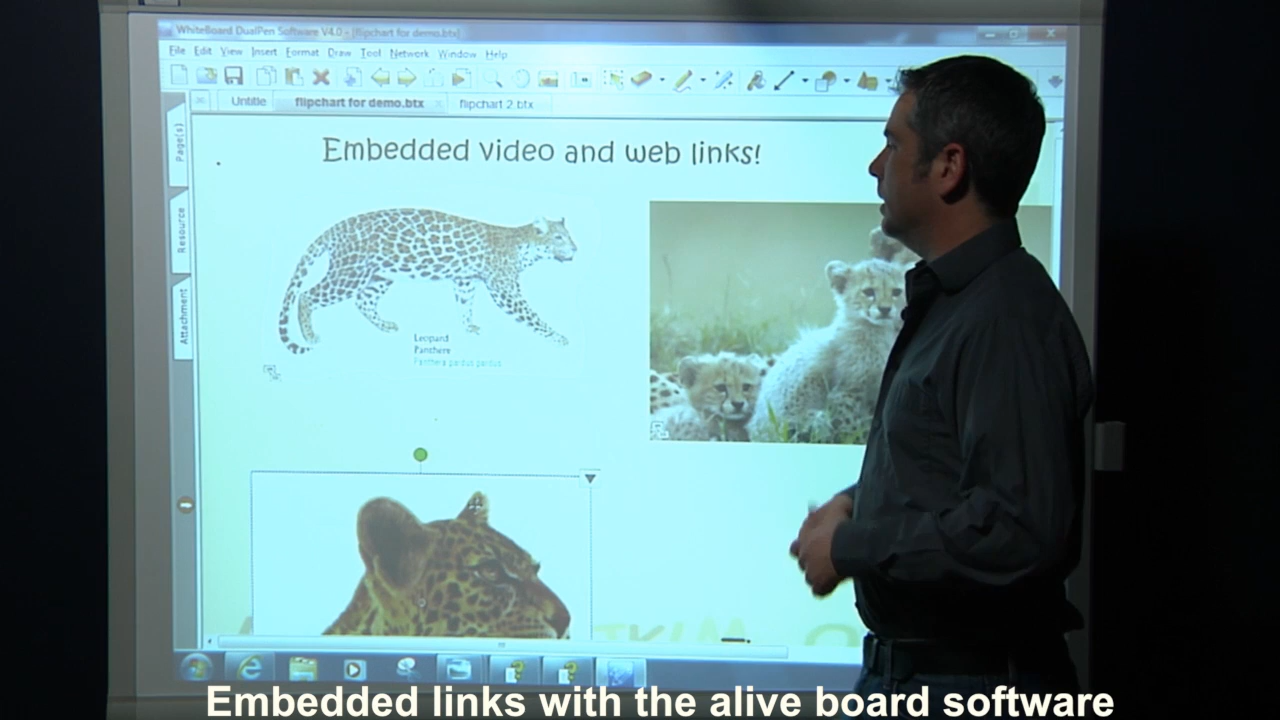 WhiteBoard DualPen Software V4.0 - [flipchart for demo.btx]
File Edit View Insert Format Draw Tool Network Window Help
Untitle flipchart for demo.btx flipchart 2.btx
Page(s)
Resource
Attachment
Embedded video and web links!
Leopard
Panthere
Panthera pardus pardus
Embedded links with the alive board software